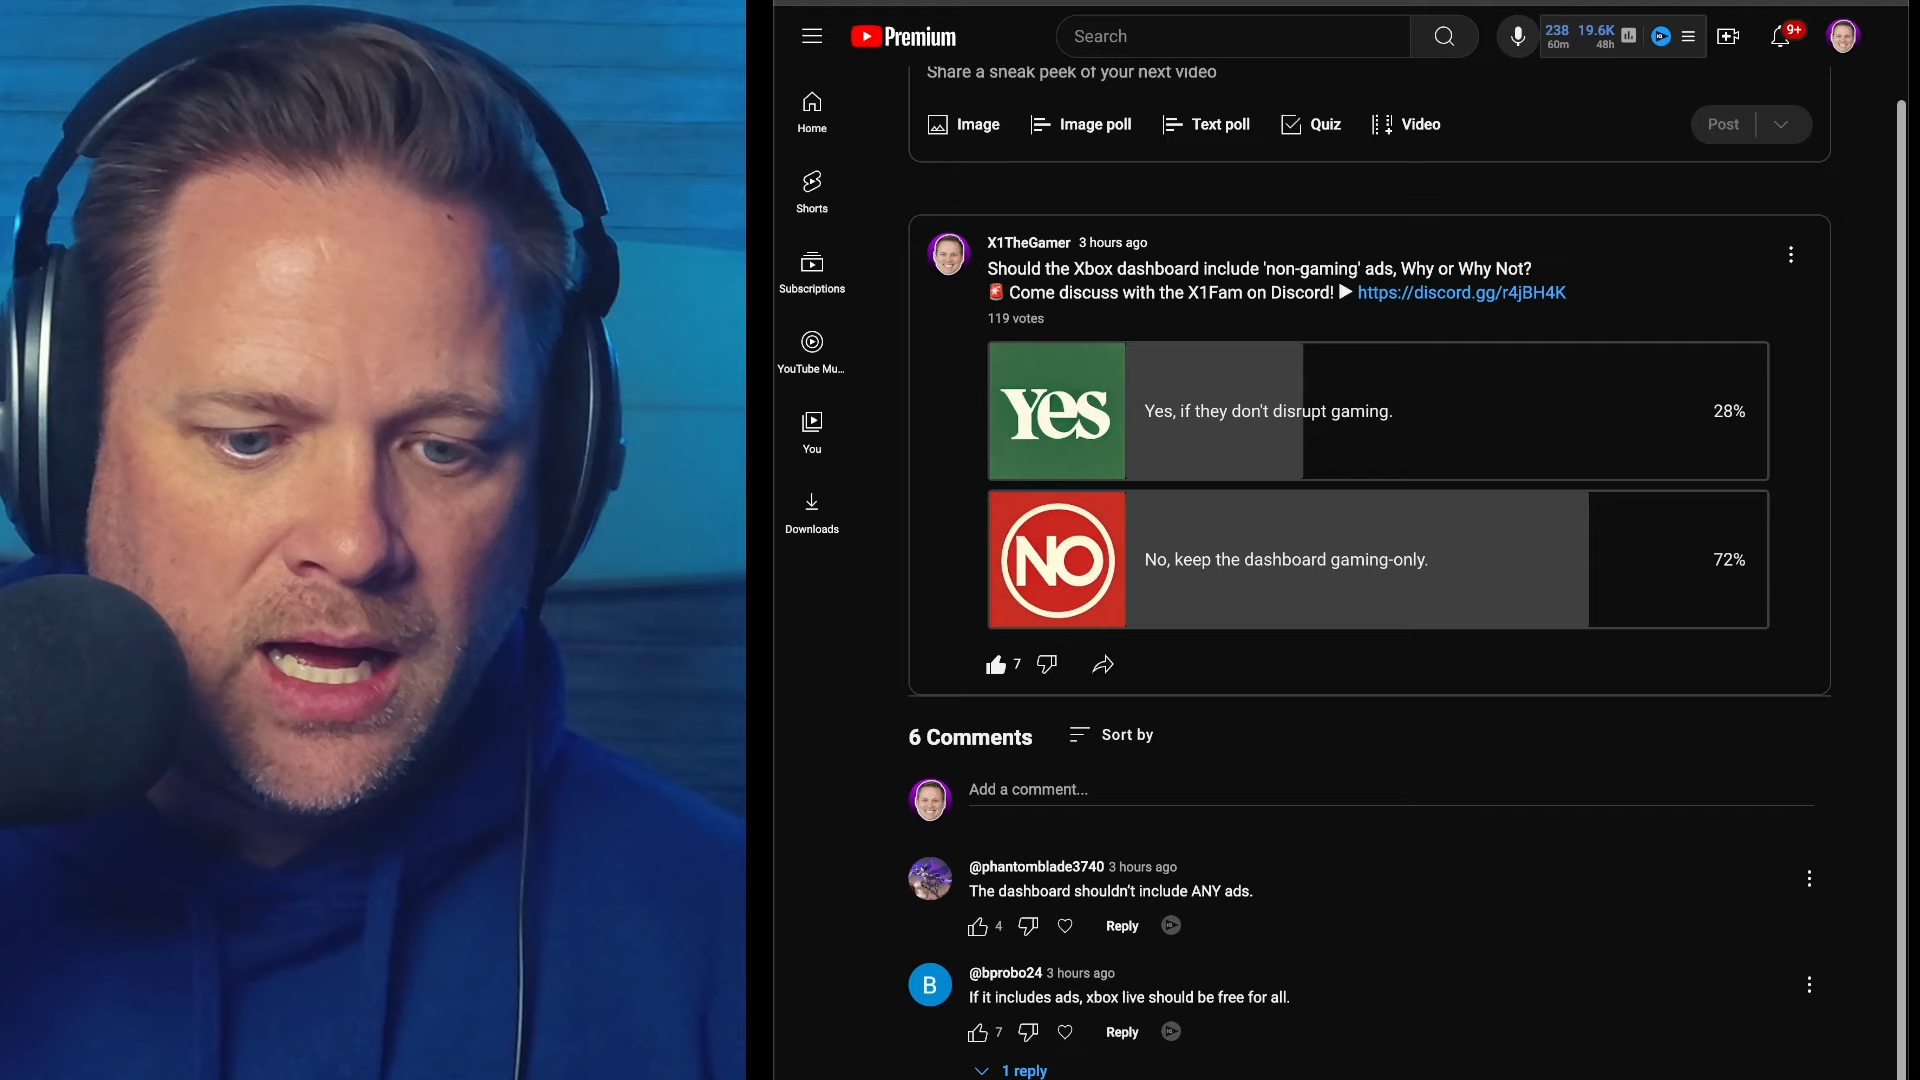 Premium
Search
238 19.6K
60m 48h
9+
Share a sneak peek of your next video
Image
Image poll
Text poll
Quiz
Video
Post
Home
Shorts
Subscriptions
YouTube Mu...
You
Downloads
X1TheGamer 3 hours ago
Should the Xbox dashboard include 'non-gaming' ads, Why or Why Not?
🚨 Come discuss with the X1Fam on Discord! ▶ https://discord.gg/r4jBH4K
119 votes
Yes
Yes, if they don't disrupt gaming.
28%
NO
No, keep the dashboard gaming-only.
72%
7
6 Comments
Sort by
Add a comment...
@phantomblade3740 3 hours ago
The dashboard shouldn't include ANY ads.
4
Reply
B
@bprobo24 3 hours ago
If it includes ads, xbox live should be free for all.
7
Reply
1 reply